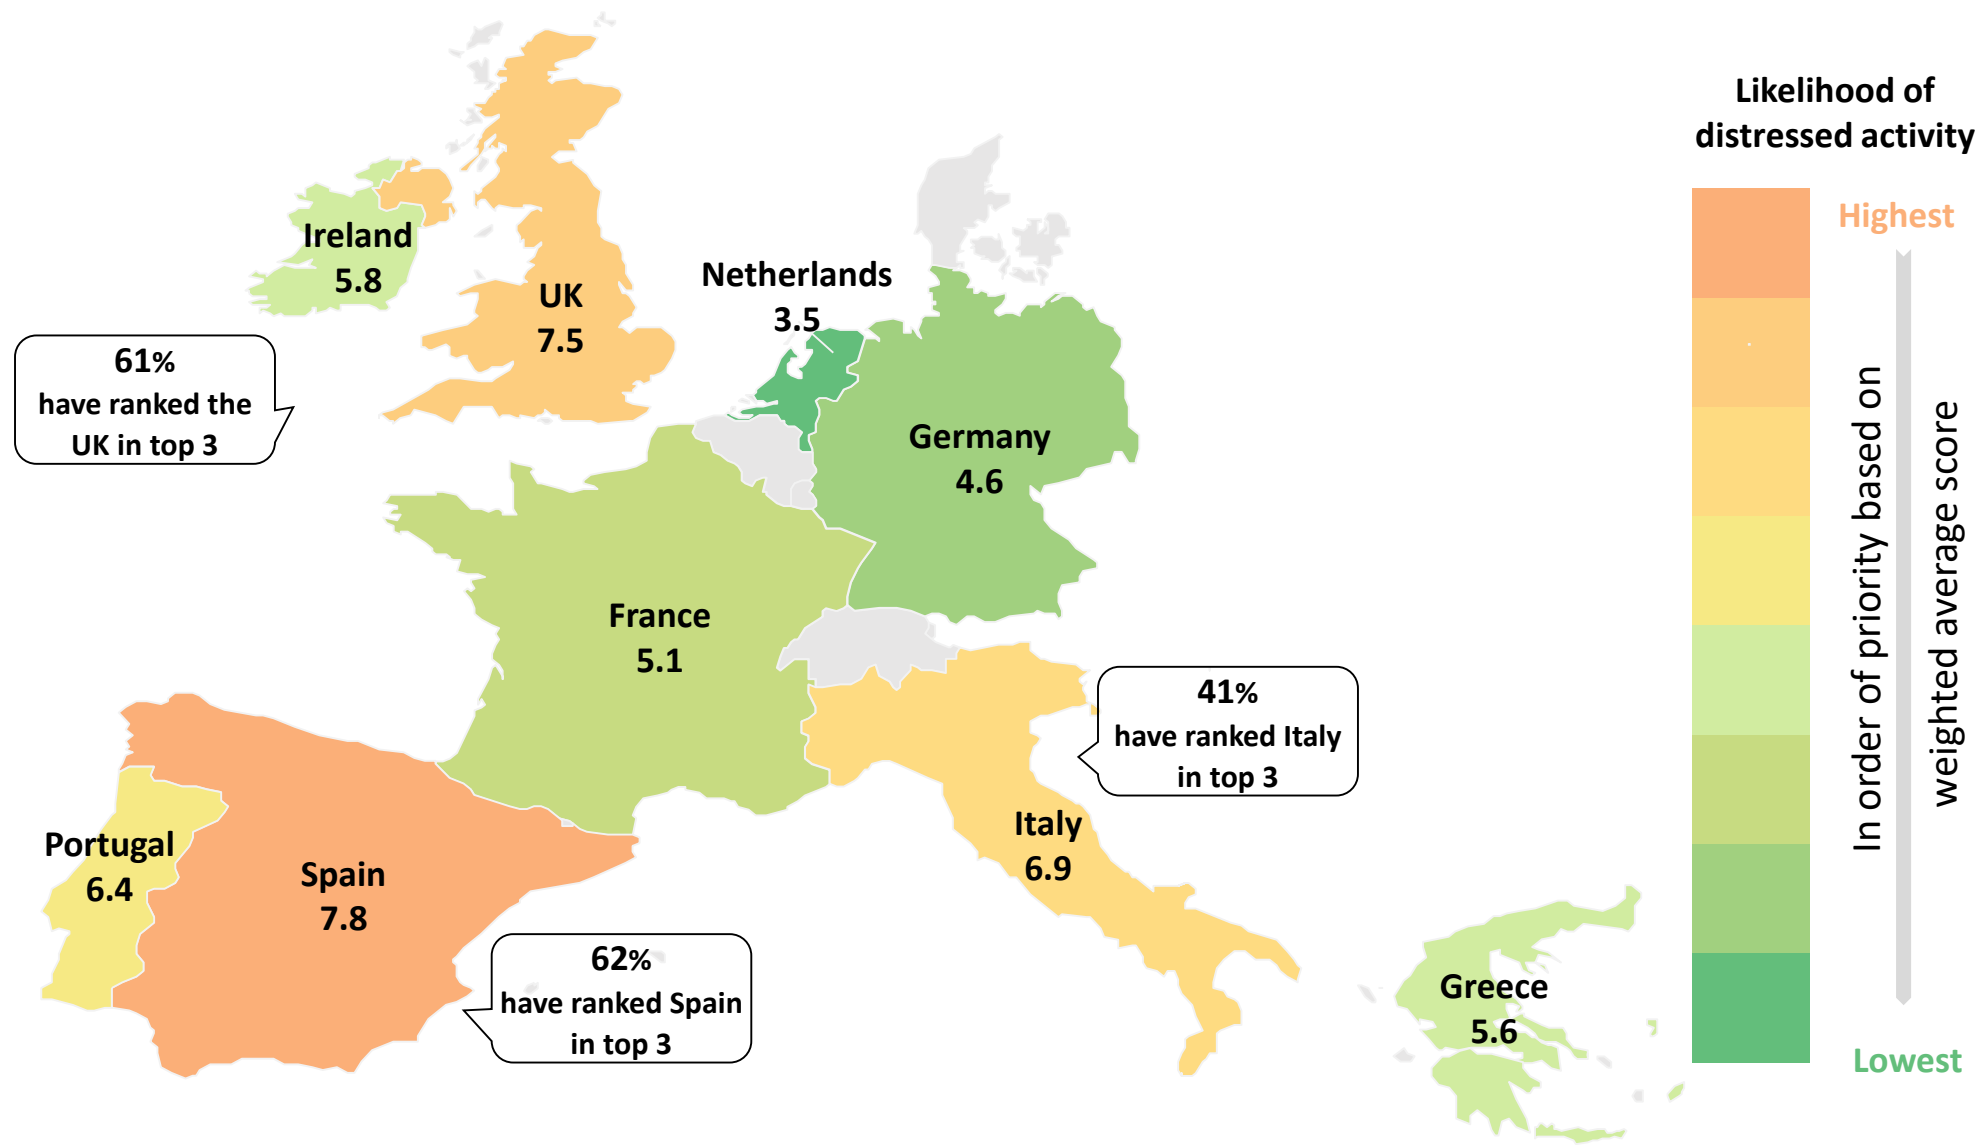 Likelihood of
distressed activity
Highest
In order of priority based on
weighted average score
Lowest
Ireland
5.8
UK
7.5
Netherlands
3.5
61%
have ranked the
UK in top 3
Germany
4.6
France
5.1
41%
have ranked Italy
in top 3
Italy
6.9
Portugal
6.4
Spain
7.8
62%
have ranked Spain
in top 3
Greece
5.6